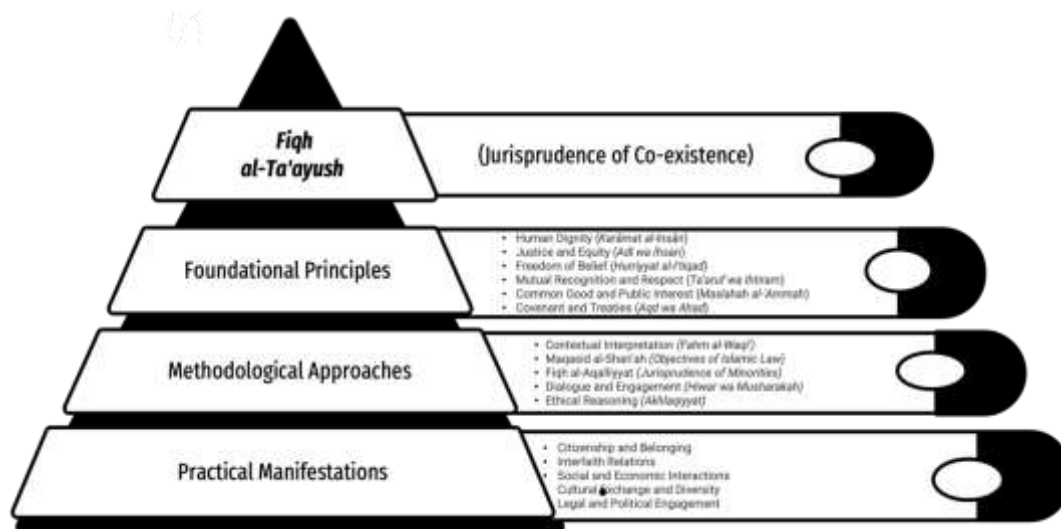 Fiqh
al-Ta'ayush
(Jurisprudence of Co-existence)
Foundational Principles
• Human Dignity (Karāmat al-Insān)
• Justice and Equity (Adl wa Ihsan)
• Freedom of Belief (Hurriyyat al-I'tiqad)
• Mutual Recognition and Respect (Ta'aruf wa Ihtiram)
• Common Good and Public Interest (Maslahah al-'Ammah)
• Covenant and Treaties (Aqd wa Ahad)
Methodological Approaches
• Contextual Interpretation (Fahm al-Waqi')
• Maqasid al-Shari'ah (Objectives of Islamic Law)
• Fiqh al-Aqalliyyat (Jurisprudence of Minorities)
• Dialogue and Engagement (Hiwar wa Musharakah)
• Ethical Reasoning (Akhlaqiyyat)
Practical Manifestations
• Citizenship and Belonging
• Interfaith Relations
• Social and Economic Interactions
Cultural Exchange and Diversity
Legal and Political Engagement